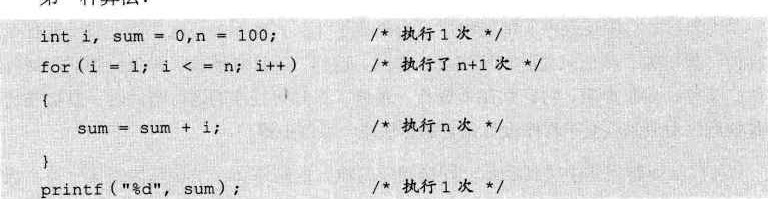 int i, sum = 0,n = 100; /* 执行1次 */
for(i = 1; i < = n; i++) /* 执行了n+1次 */
{
sum = sum + i; /* 执行n次 */
}
printf("%d", sum); /* 执行1次 */